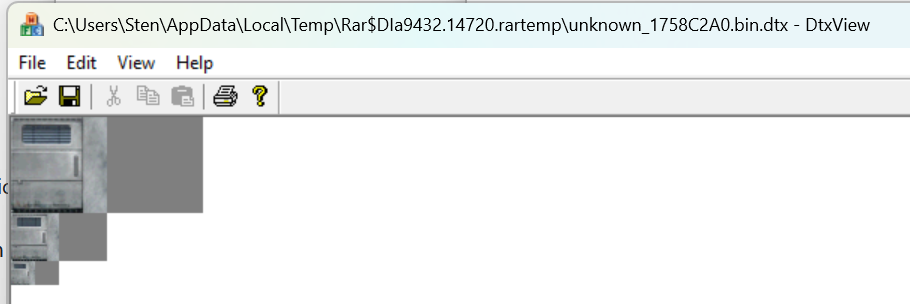 C:\Users\Sten\AppData\Local\Temp\Rar$DIa9432.14720.rartemp\unknown_1758C2A0.bin.dtx - DtxView
File Edit View Help